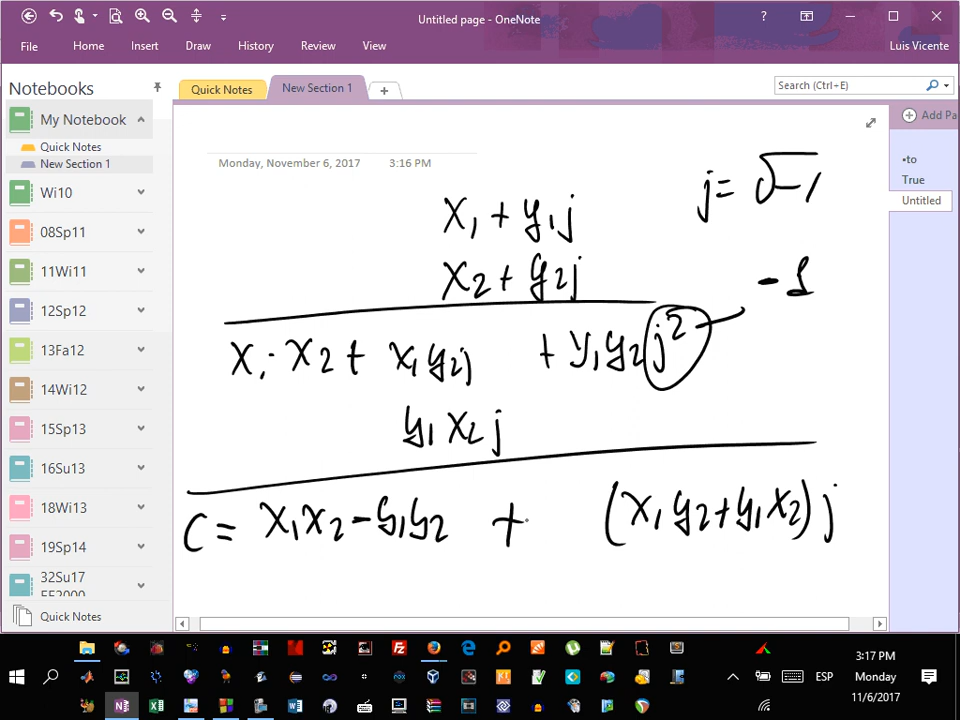 Untitled page - OneNote
?
File Home Insert Draw History Review View
Luis Vicente
Notebooks
Quick Notes
New Section 1
+
Search (Ctrl+E)
My Notebook
Quick Notes
New Section 1
Wi10
08Sp11
11Wi11
12Sp12
13Fa12
14Wi12
15Sp13
16Su13
18Wi13
19Sp14
32Su17
EE2000
Quick Notes
Add Pa
•to
True
Untitled
Monday, November 6, 2017 3:16 PM
j = √-1
x₁ + y₁j
x₂ + y₂j
-1
x₁·x₂ + x₁y₂j + y₁y₂j²
y₁x₂j
C = x₁x₂ - y₁y₂ + (x₁y₂+y₁x₂)j
ESP
3:17 PM
Monday
11/6/2017